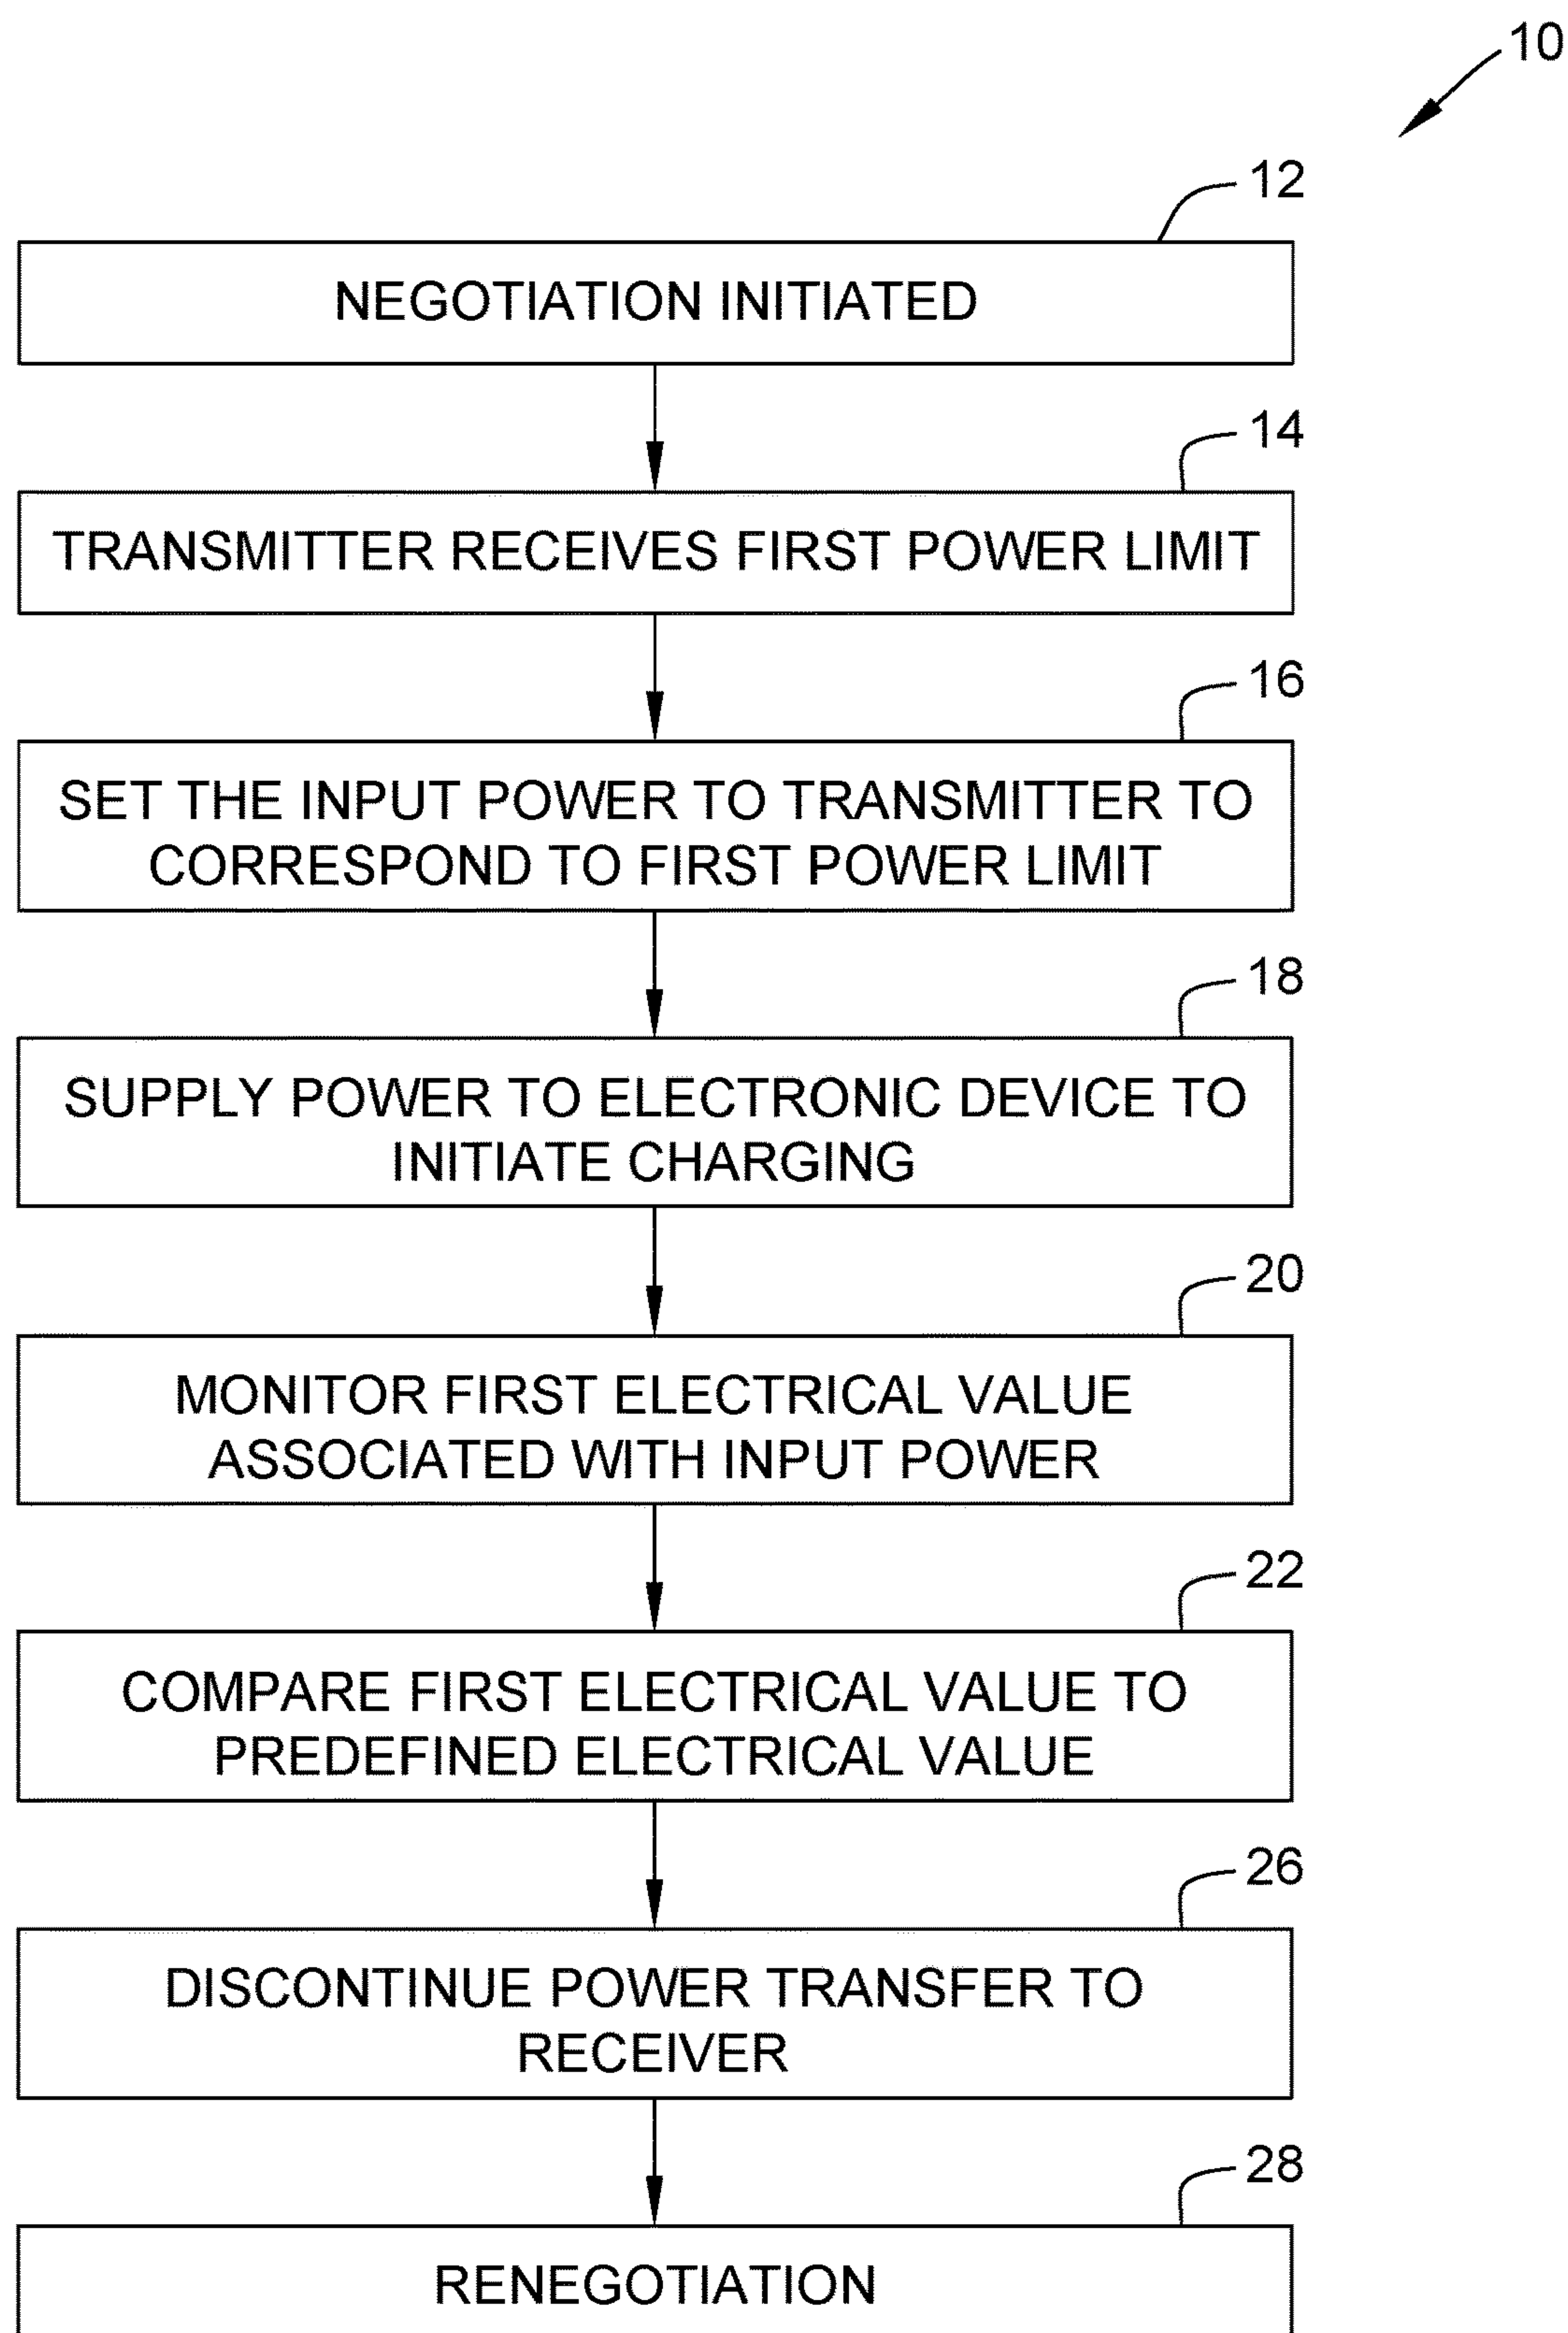 10
12
NEGOTIATION INITIATED
14
TRANSMITTER RECEIVES FIRST POWER LIMIT
16
SET THE INPUT POWER TO TRANSMITTER TO
CORRESPOND TO FIRST POWER LIMIT
18
SUPPLY POWER TO ELECTRONIC DEVICE TO
INITIATE CHARGING
20
MONITOR FIRST ELECTRICAL VALUE
ASSOCIATED WITH INPUT POWER
22
COMPARE FIRST ELECTRICAL VALUE TO
PREDEFINED ELECTRICAL VALUE
26
DISCONTINUE POWER TRANSFER TO
RECEIVER
28
RENEGOTIATION